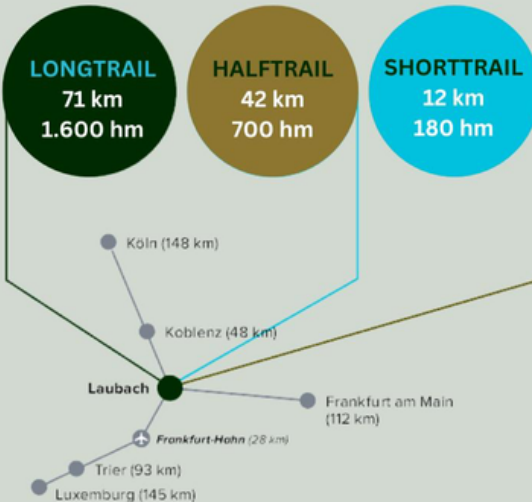 LONGTRAIL
71 km
1.600 hm
HALFTRAIL
42 km
700 hm
SHORTTRAIL
12 km
180 hm
Köln (148 km)
Koblenz (48 km)
Laubach
Frankfurt am Main
(112 km)
Frankfurt-Hahn (28 km)
Trier (93 km)
Luxemburg (145 km)